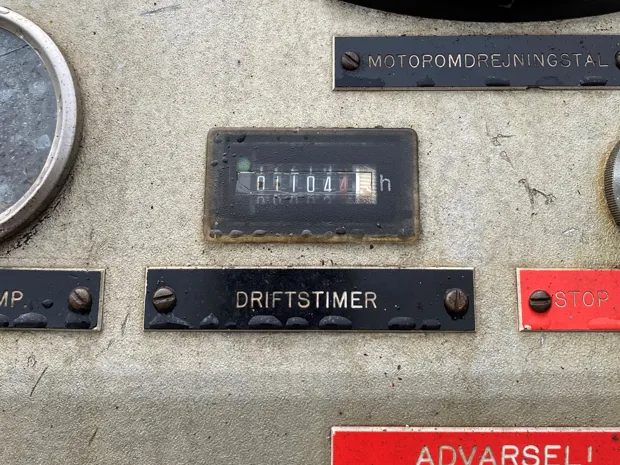 MOTOROMDREJNINGSTAL
01104 h
MP.
DRIFTSTIMER
STOP
ADVARSEL!